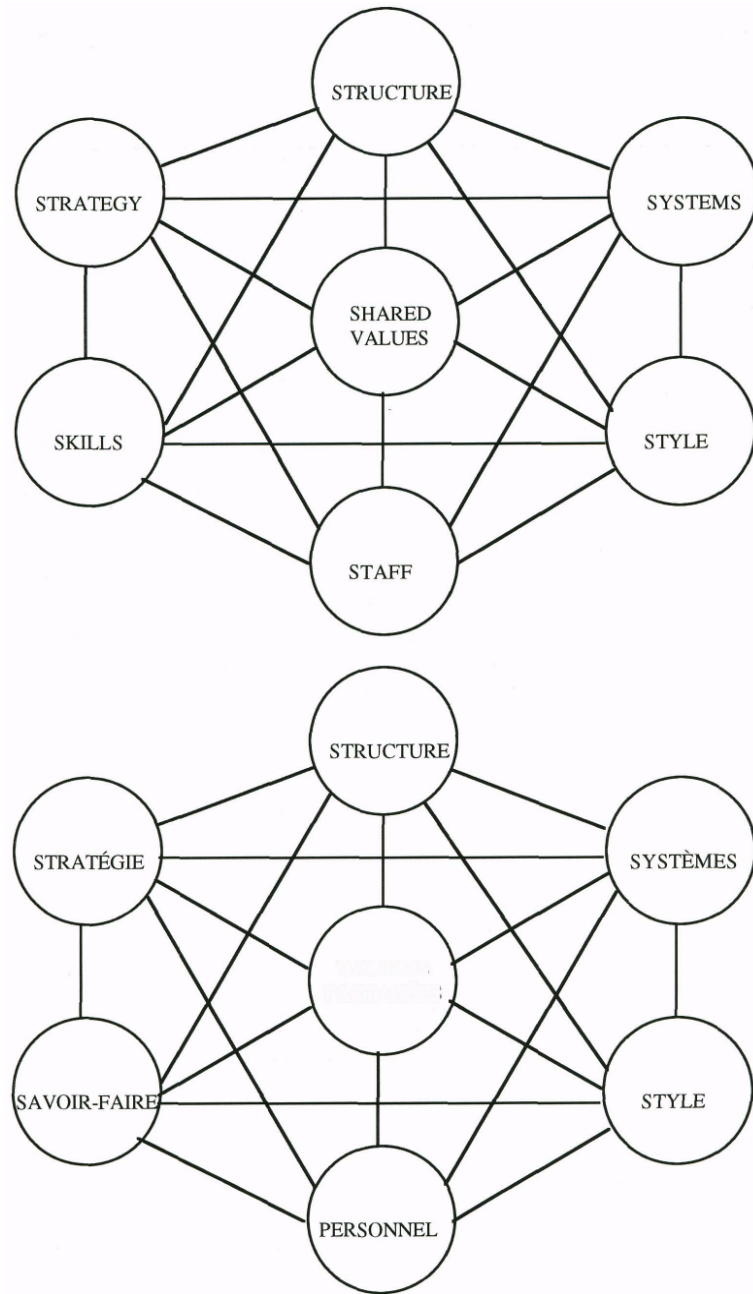 STRUCTURE
STRATEGY
SYSTEMS
SHARED
VALUES
SKILLS
STYLE
STAFF
STRUCTURE
STRATÉGIE
SYSTÈMES
SAVOIR-FAIRE
STYLE
PERSONNEL